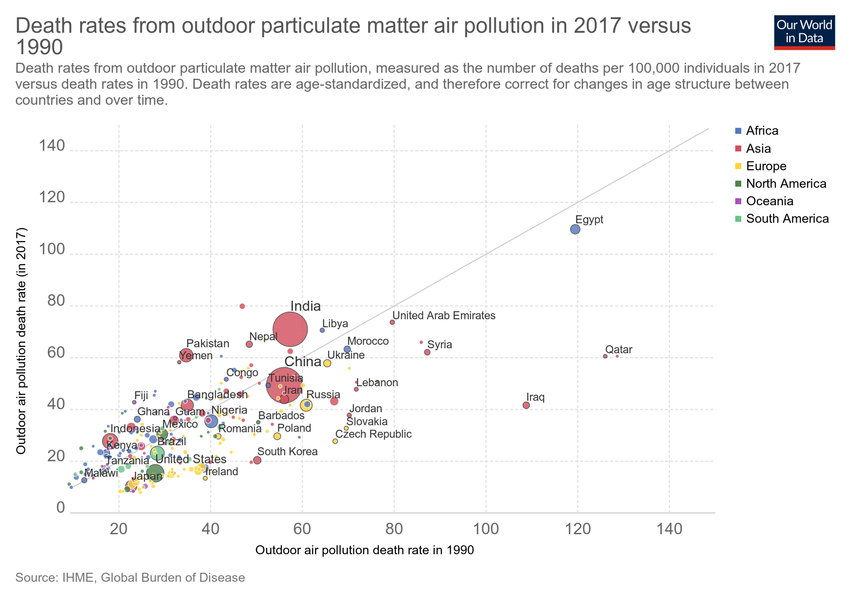 Death rates from outdoor particulate matter air pollution in 2017 versus
1990
Our World
in Data
Death rates from outdoor particulate matter air pollution, measured as the number of deaths per 100,000 individuals in 2017
versus death rates in 1990. Death rates are age-standardized, and therefore correct for changes in age structure between
countries and over time.
Africa
Asia
Europe
North America
Oceania
South America
140
120
100
80
60
40
20
0
Outdoor air pollution death rate (in 2017)
Egypt
India
United Arab Emirates
Libya
Nepal
Morocco
Pakistan
Syria
Qatar
Yemen
Ukraine
China
Congo
Tunisia
Lebanon
Iran
Fiji
Bangladesh
Russia
Iraq
Ghana
Guam
Nigeria
Barbados
Jordan
Indonesia
Mexico
Romania
Poland
Slovakia
Czech Republic
Kenya
Brazil
South Korea
Tanzania
United States
Malawi
Japan
Ireland
20
40
60
80
100
120
140
Outdoor air pollution death rate in 1990
Source: IHME, Global Burden of Disease